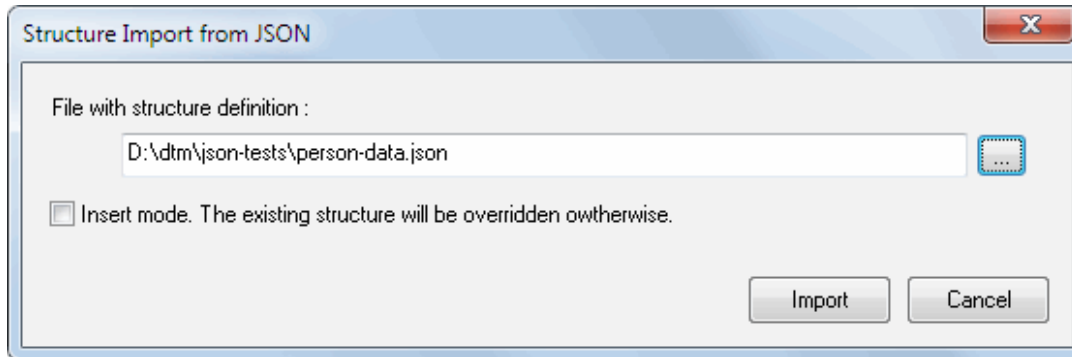 Structure Import from JSON
File with structure definition :
D:\dtm\json-tests\person-data.json
...
Insert mode. The existing structure will be overridden owtherwise.
Import Cancel